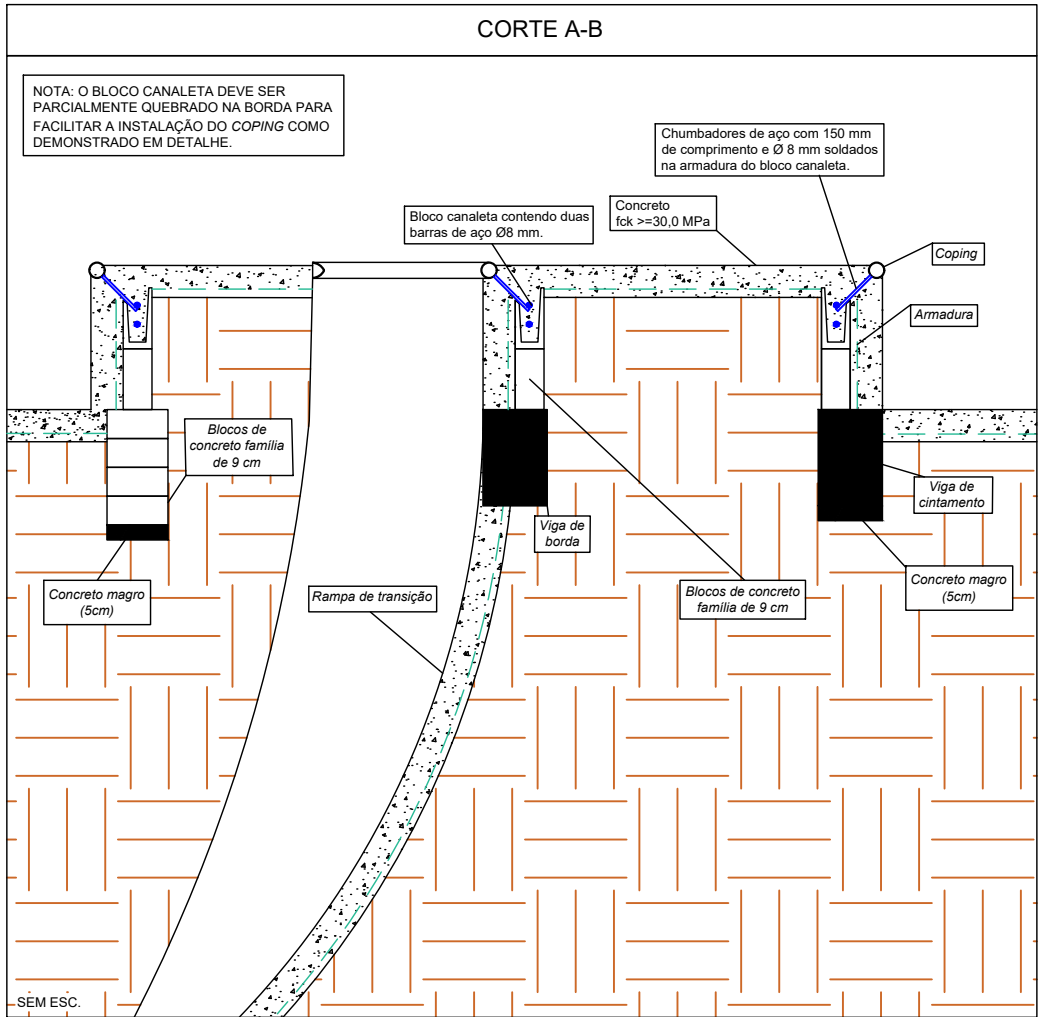 CORTE A-B
NOTA: O BLOCO CANALETA DEVE SER
PARCIALMENTE QUEBRADO NA BORDA PARA
FACILITAR A INSTALAÇÃO DO COPING COMO
DEMONSTRADO EM DETALHE.
Chumbadores de aço com 150 mm
de comprimento e Ø 8 mm soldados
na armadura do bloco canaleta.
Concreto
fck >=30,0 MPa
Bloco canaleta contendo duas
barras de aço Ø8 mm.
Coping
Armadura
Blocos de
concreto família
de 9 cm
Viga de
cintamento
Viga de
borda
Concreto magro
(5cm)
Rampa de transição
Blocos de concreto
família de 9 cm
Concreto magro
(5cm)
SEM ESC.